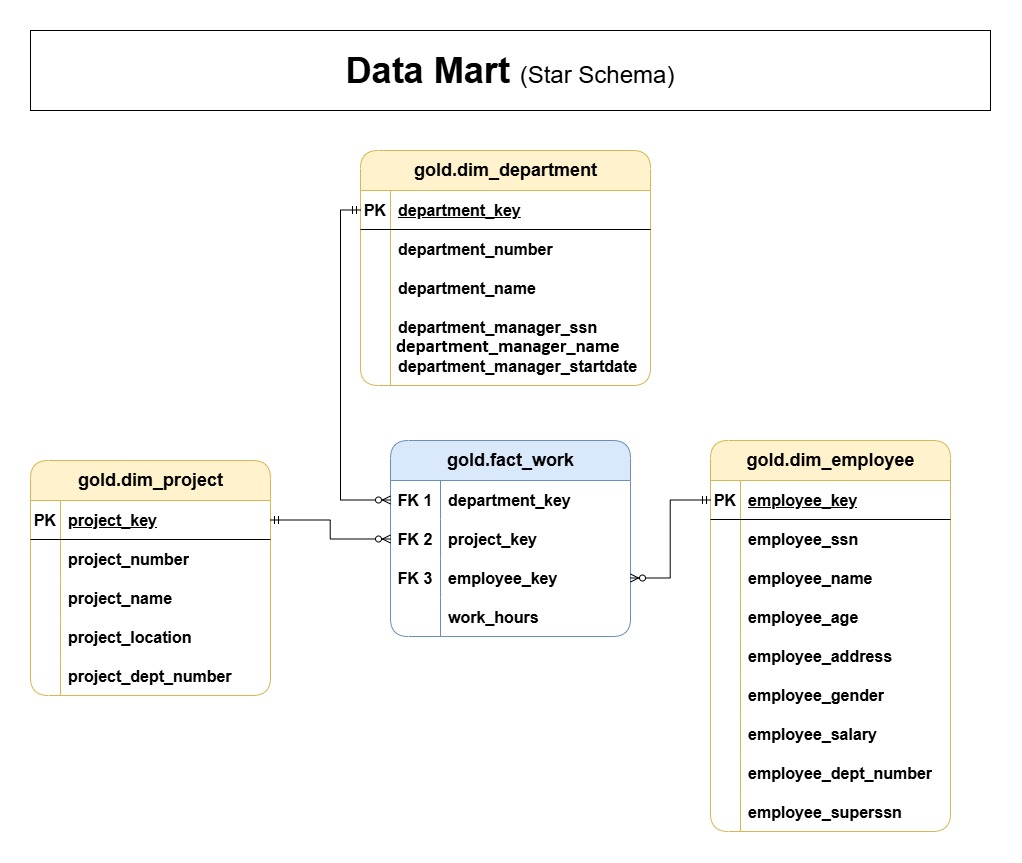 Data Mart (Star Schema)
gold.dim_department
PK department_key
department_number
department_name
department_manager_ssn
department_manager_name
department_manager_startdate
gold.dim_project
PK project_key
project_number
project_name
project_location
project_dept_number
gold.fact_work
FK 1 department_key
FK 2 project_key
FK 3 employee_key
work_hours
gold.dim_employee
PK employee_key
employee_ssn
employee_name
employee_age
employee_address
employee_gender
employee_salary
employee_dept_number
employee_superssn